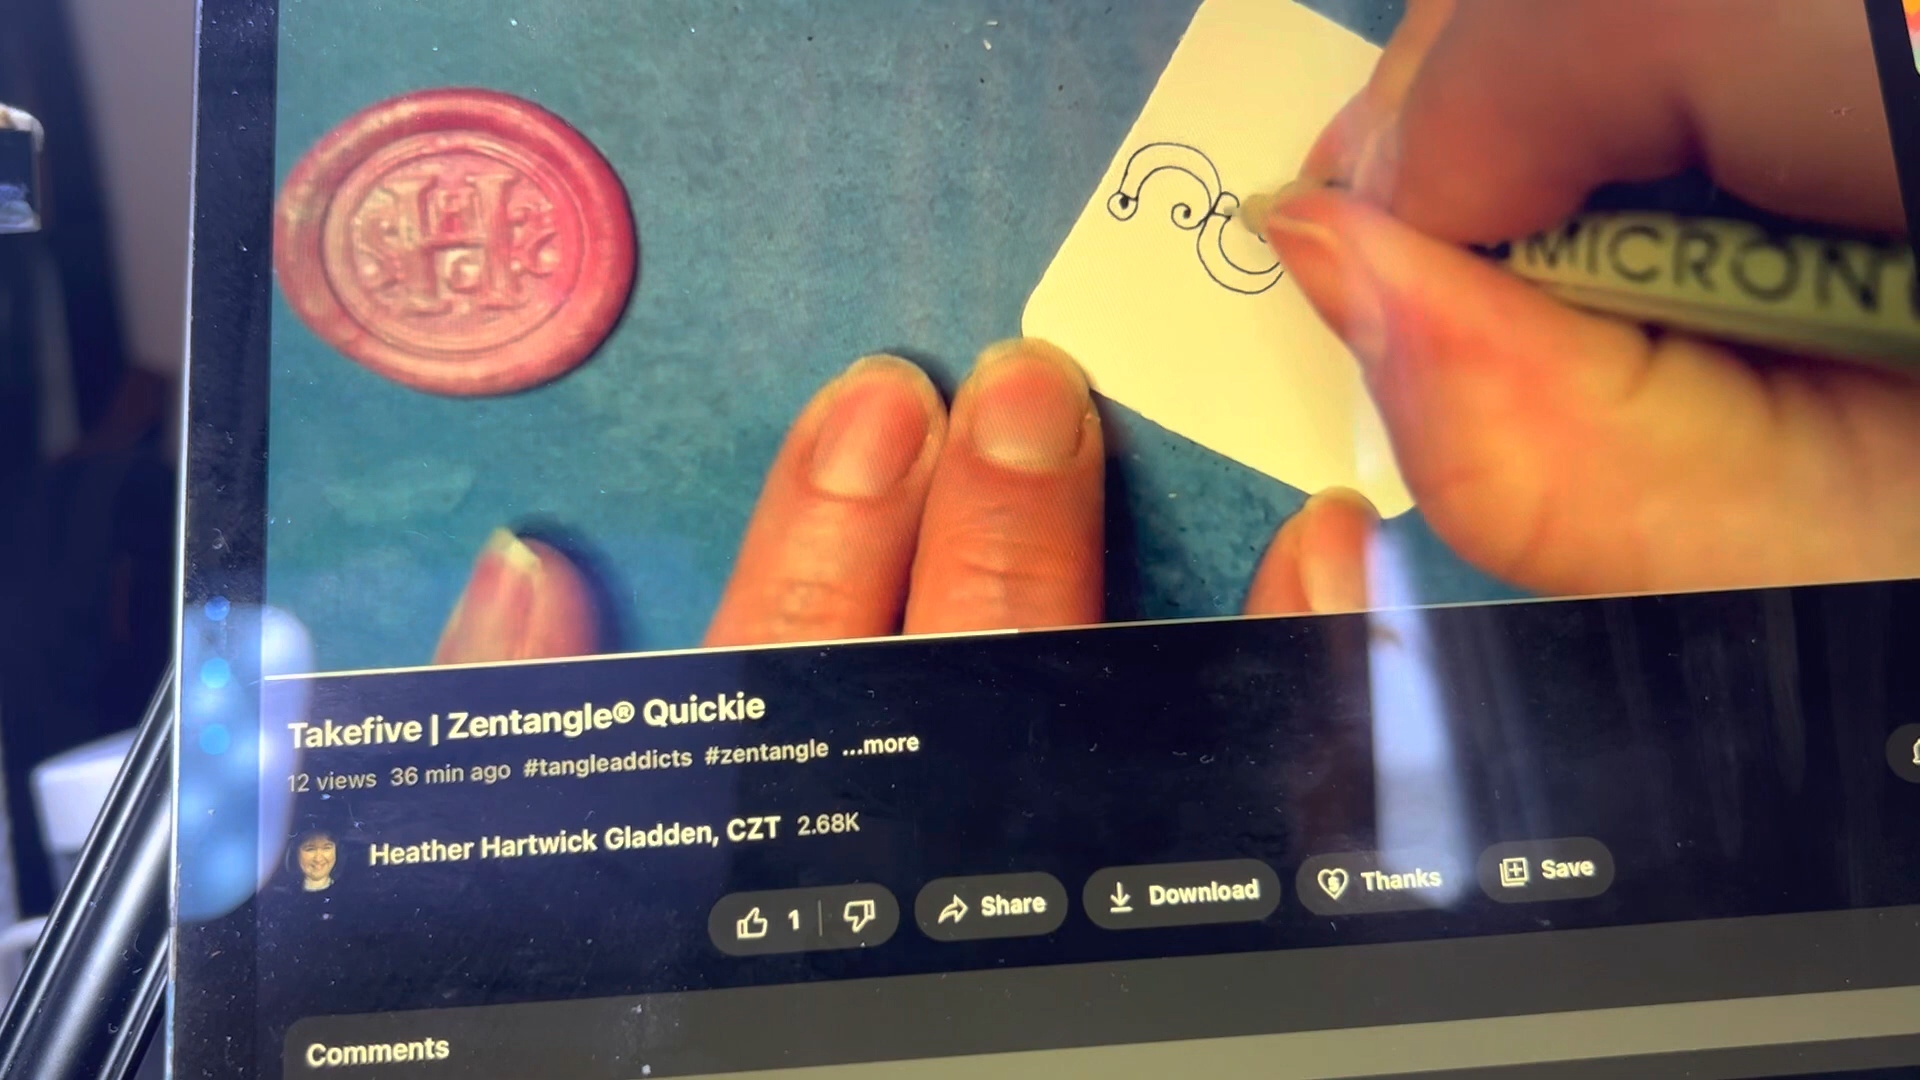 H
MICRON
Takefive | Zentangle® Quickie
12 views 36 min ago #tangleaddicts #zentangle ...more
Heather Hartwick Gladden, CZT 2.68K
1 Share Download Thanks Save
Comments